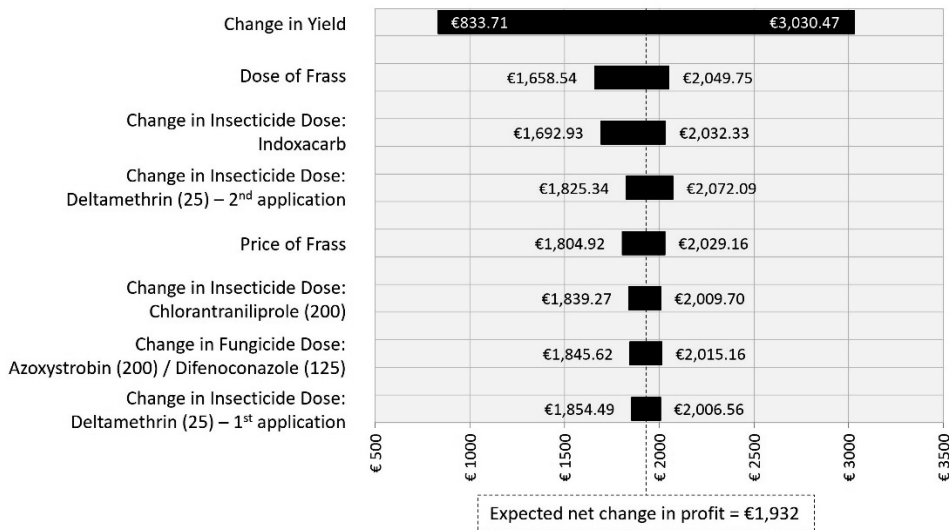 Change in Yield
€833.71
€3,030.47
Dose of Frass
€1,658.54
€2,049.75
Change in Insecticide Dose:
Indoxacarb
€1,692.93
€2,032.33
Change in Insecticide Dose:
Deltamethrin (25) – 2nd application
€1,825.34
€2,072.09
Price of Frass
€1,804.92
€2,029.16
Change in Insecticide Dose:
Chlorantraniliprole (200)
€1,839.27
€2,009.70
Change in Fungicide Dose:
Azoxystrobin (200) / Difenoconazole (125)
€1,845.62
€2,015.16
Change in Insecticide Dose:
Deltamethrin (25) – 1st application
€1,854.49
€2,006.56
€ 500
€ 1000
€ 1500
€ 2000
€ 2500
€ 3000
€ 3500
Expected net change in profit = €1,932